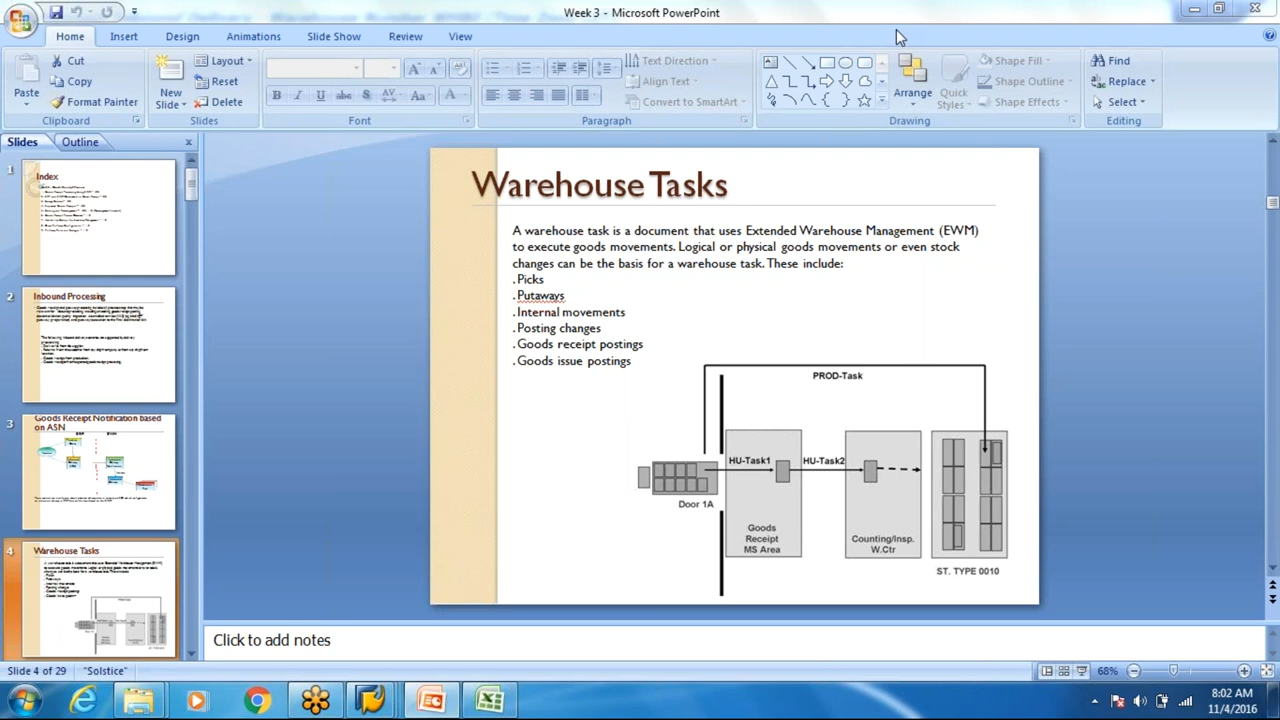 Week 3 - Microsoft PowerPoint
Home Insert Design Animations Slide Show Review View
Paste
Cut
Copy
Format Painter
Clipboard
New Slide
Layout
Reset
Delete
Slides
B I U abc S AV Aa A
Font
Text Direction
Align Text
Convert to SmartArt
Paragraph
Arrange
Quick Styles
Shape Fill
Shape Outline
Shape Effects
Drawing
Find
Replace
Select
Editing
Slides Outline
1
Index
2
Inbound Processing
3
Goods Receipt Notification based
on ASN
4
Warehouse Tasks
Warehouse Tasks
A warehouse task is a document that uses Extended Warehouse Management (EWM)
to execute goods movements. Logical or physical goods movements or even stock
changes can be the basis for a warehouse task. These include:
. Picks
. Putaways
. Internal movements
. Posting changes
. Goods receipt postings
. Goods issue postings
PROD-Task
HU-Task1
HU-Task2
Door 1A
Goods
Receipt
MS Area
Counting/Insp.
W.Ctr
ST. TYPE 0010
Click to add notes
Slide 4 of 29 "Solstice" 68%
8:02 AM
11/4/2016